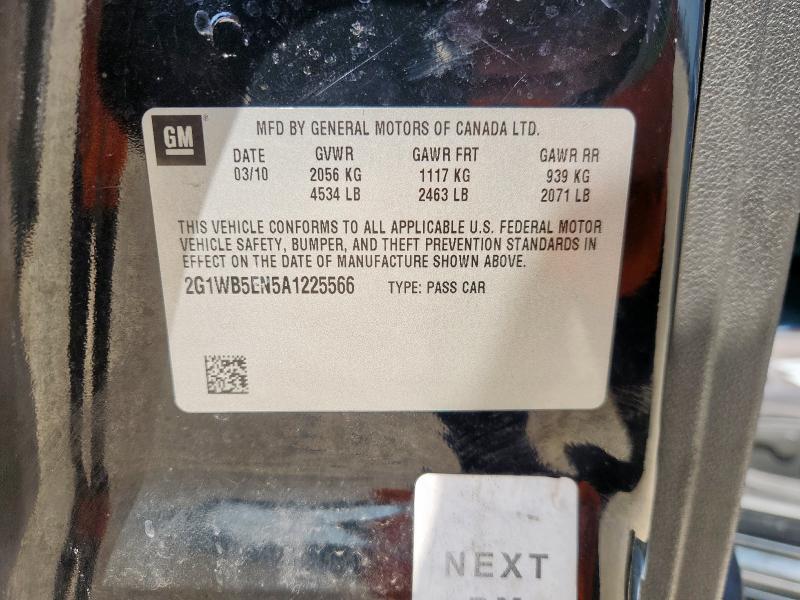 GM
MFD BY GENERAL MOTORS OF CANADA LTD.
DATE GVWR GAWR FRT GAWR RR
03/10 2056 KG 1117 KG 939 KG
4534 LB 2463 LB 2071 LB
THIS VEHICLE CONFORMS TO ALL APPLICABLE U.S. FEDERAL MOTOR
VEHICLE SAFETY, BUMPER, AND THEFT PREVENTION STANDARDS IN
EFFECT ON THE DATE OF MANUFACTURE SHOWN ABOVE.
2G1WB5EN5A1225566 TYPE: PASS CAR
NEXT